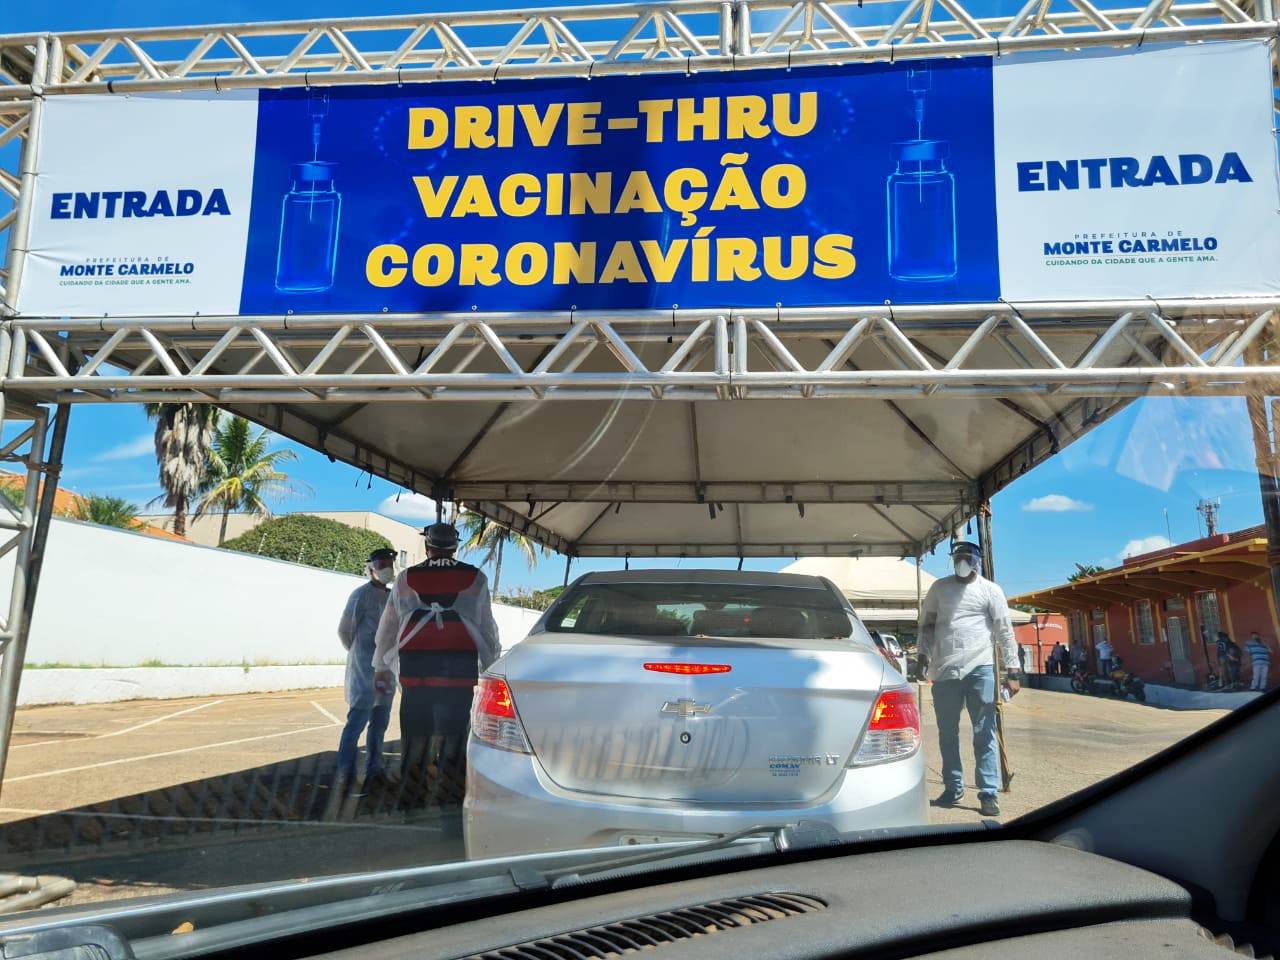 ENTRADA
PREFEITURA DE
MONTE CARMELO
CUIDANDO DA CIDADE QUE A GENTE AMA.
DRIVE-THRU
VACINAÇÃO
CORONAVÍRUS
ENTRADA
PREFEITURA DE
MONTE CARMELO
CUIDANDO DA CIDADE QUE A GENTE AMA.
MRV
LT